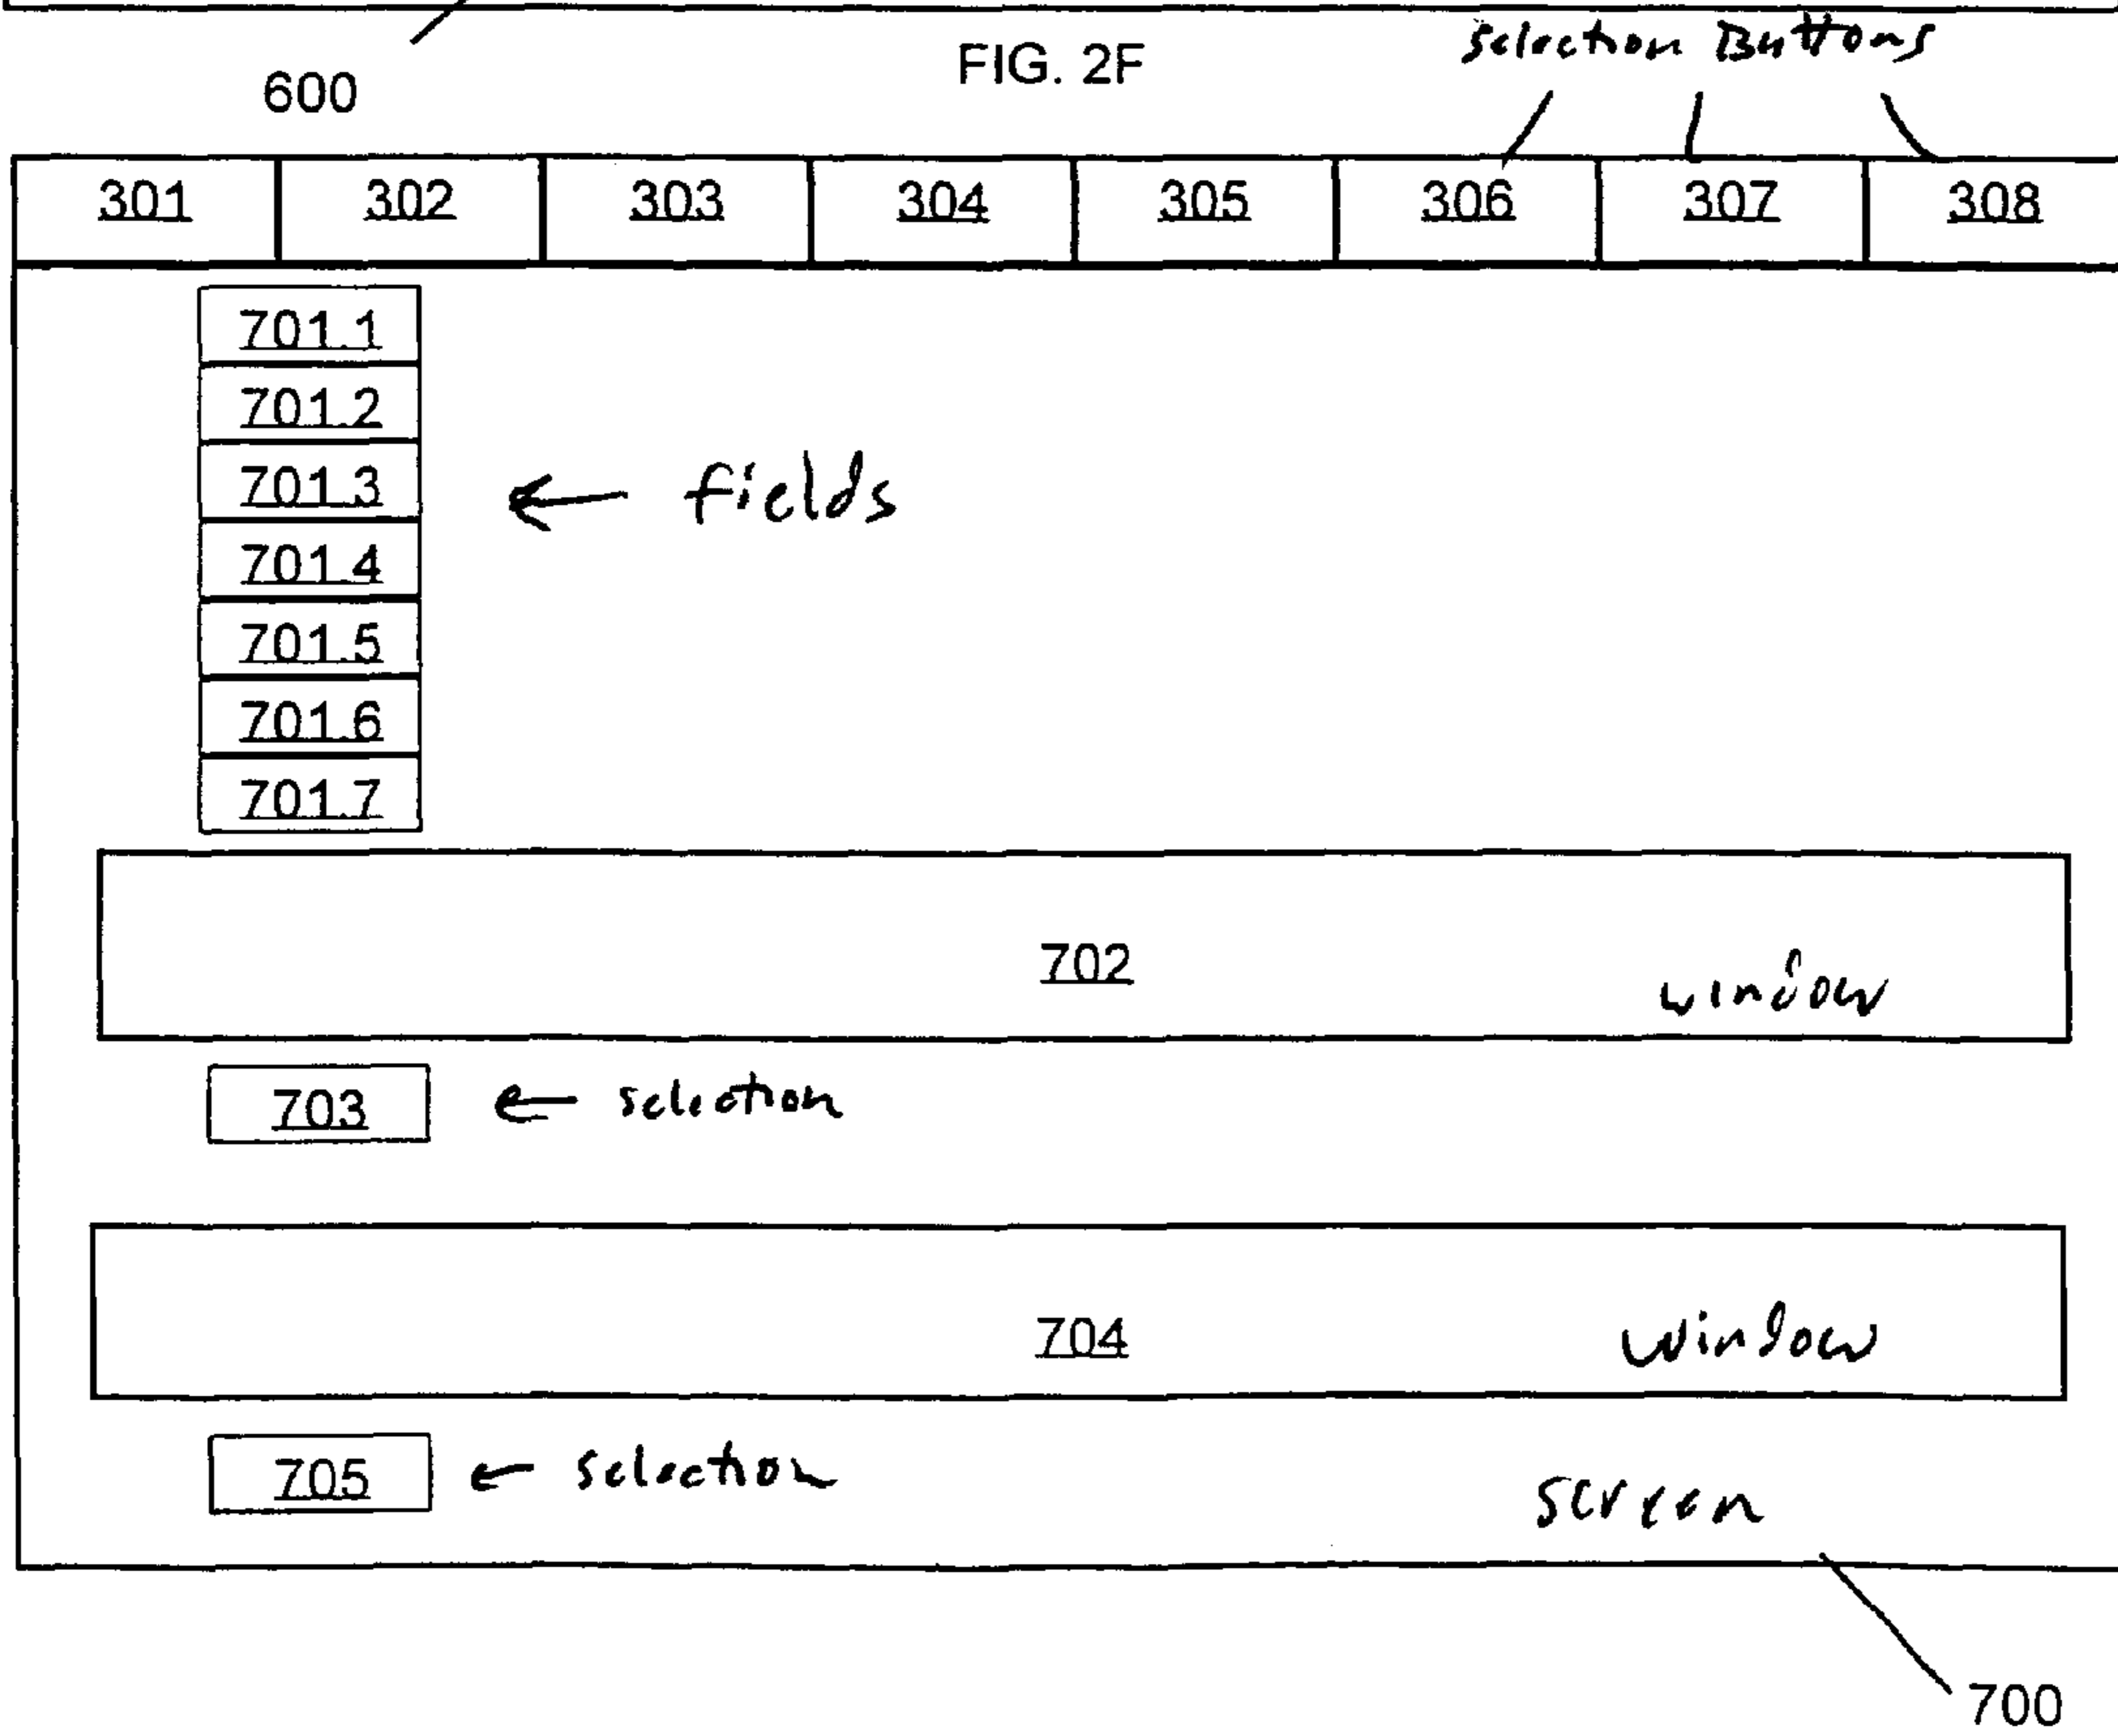 FIG. 2F
selection Buttons
600
301 302 303 304 305 306 307 308
701.1
701.2
701.3
← fields
701.4
701.5
701.6
701.7
702
window
703 ← selection
704
window
705 ← selection
screen
700